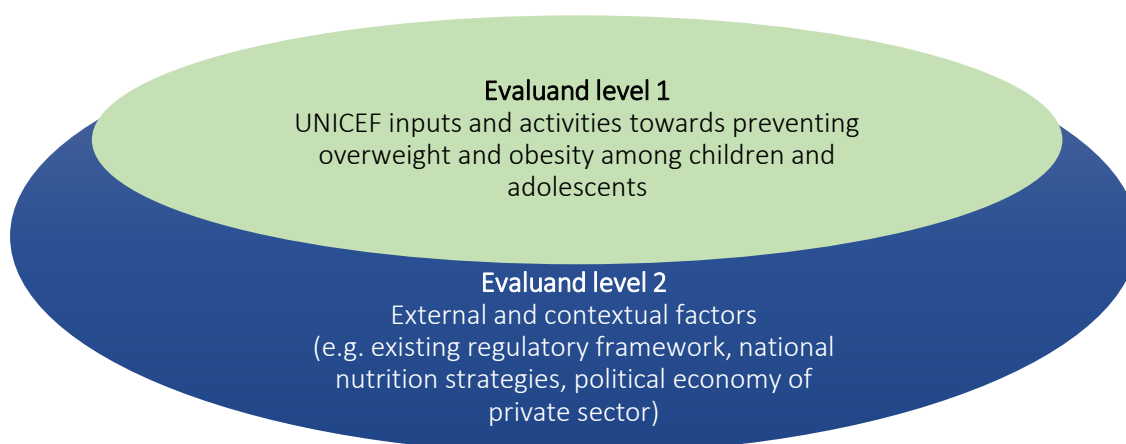 Evaluand level 1
UNICEF inputs and activities towards preventing
overweight and obesity among children and
adolescents
Evaluand level 2
External and contextual factors
(e.g. existing regulatory framework, national
nutrition strategies, political economy of
private sector)